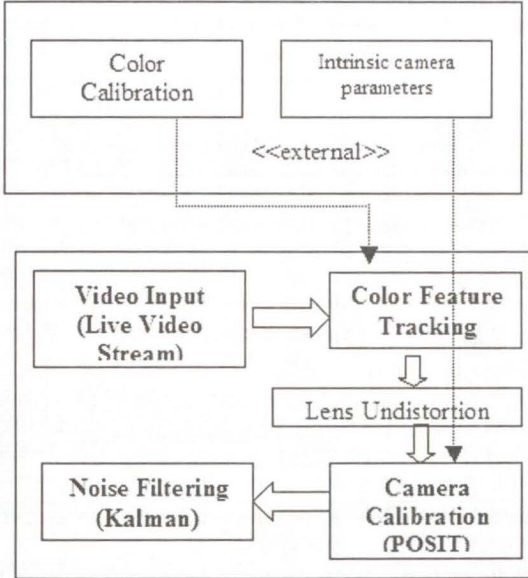 Color
Calibration
Intrinsic camera
parameters
<<external>>
Video Input
(Live Video
Stream)
Color Feature
Tracking
Lens Undistortion
Noise Filtering
(Kalman)
Camera
Calibration
(POSIT)